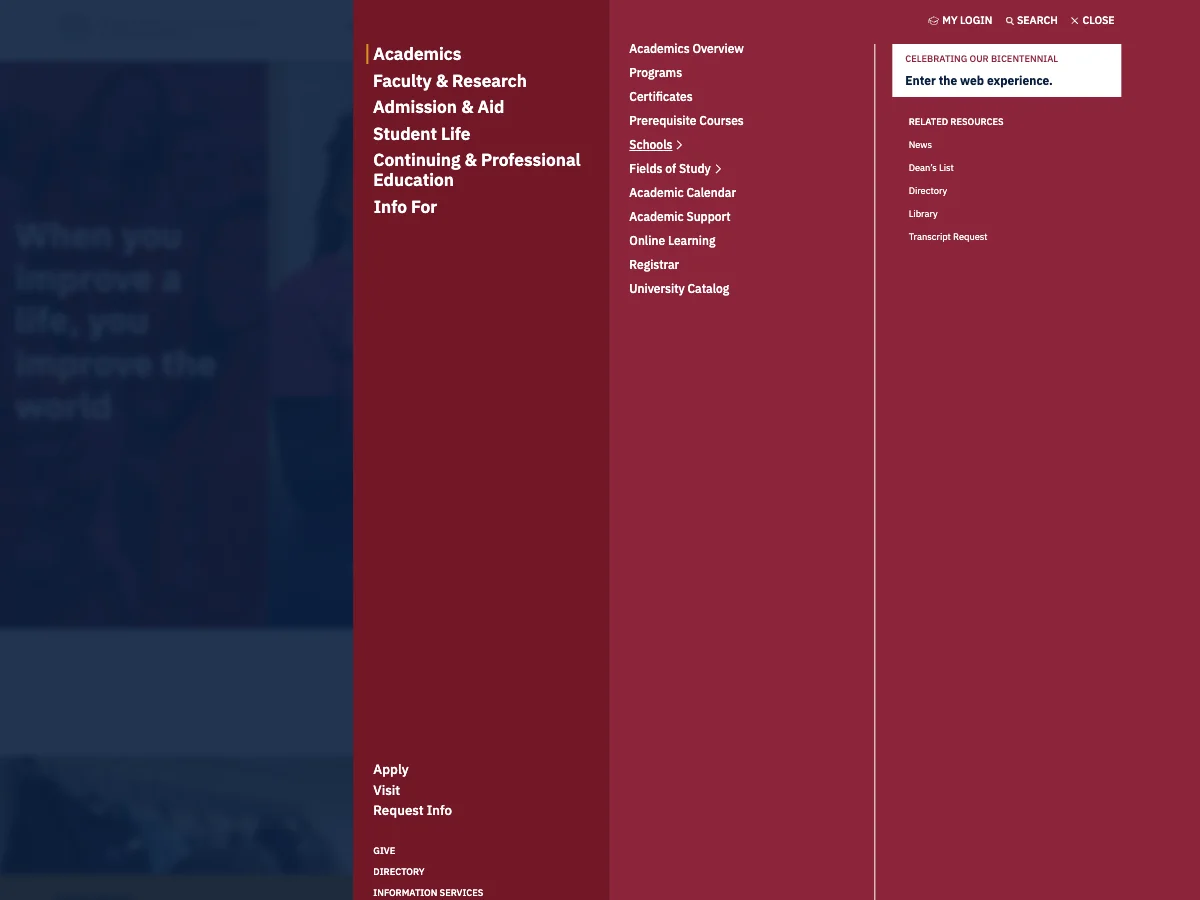 MY LOGIN
SEARCH
CLOSE
When you
improve a
life, you
improve the
world
Academics
Faculty & Research
Admission & Aid
Student Life
Continuing & Professional
Education
Info For
Apply
Visit
Request Info
GIVE
DIRECTORY
INFORMATION SERVICES
Academics Overview
Programs
Certificates
Prerequisite Courses
Schools
Fields of Study
Academic Calendar
Academic Support
Online Learning
Registrar
University Catalog
CELEBRATING OUR BICENTENNIAL
Enter the web experience.
RELATED RESOURCES
News
Dean's List
Directory
Library
Transcript Request